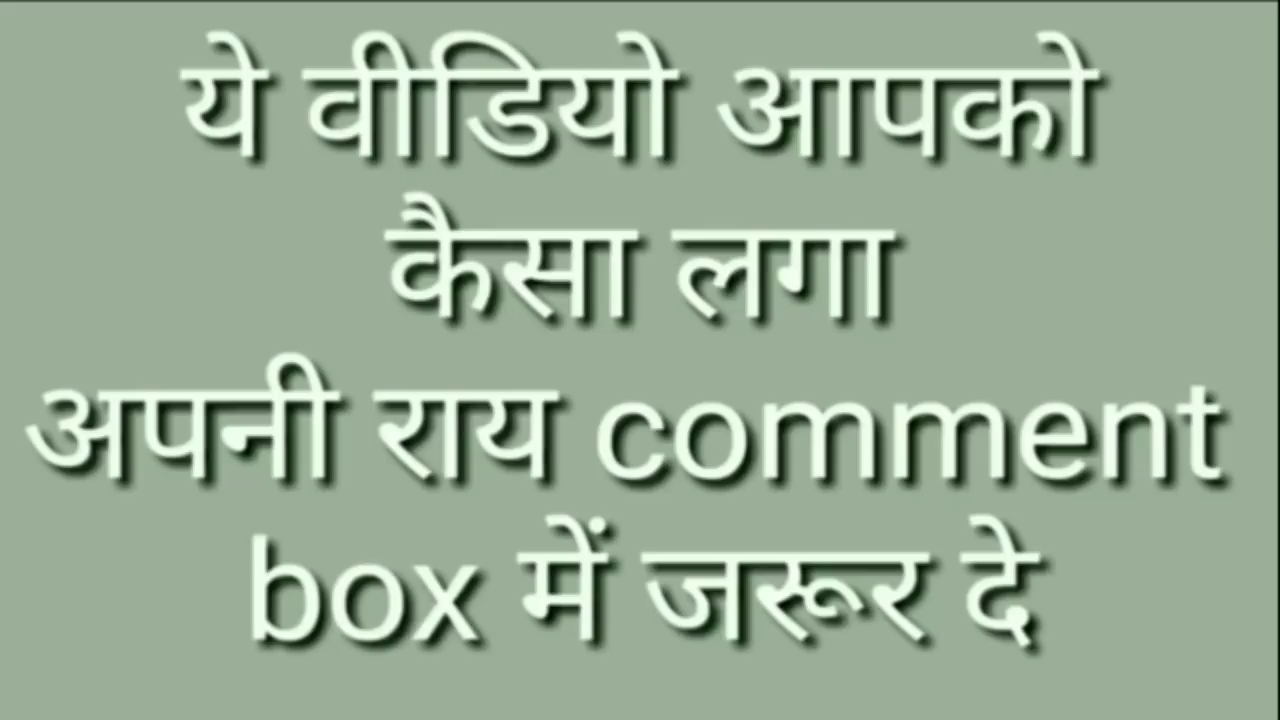 ये वीडियो आपको
कैसा लगा
अपनी राय comment
box में जरूर दे